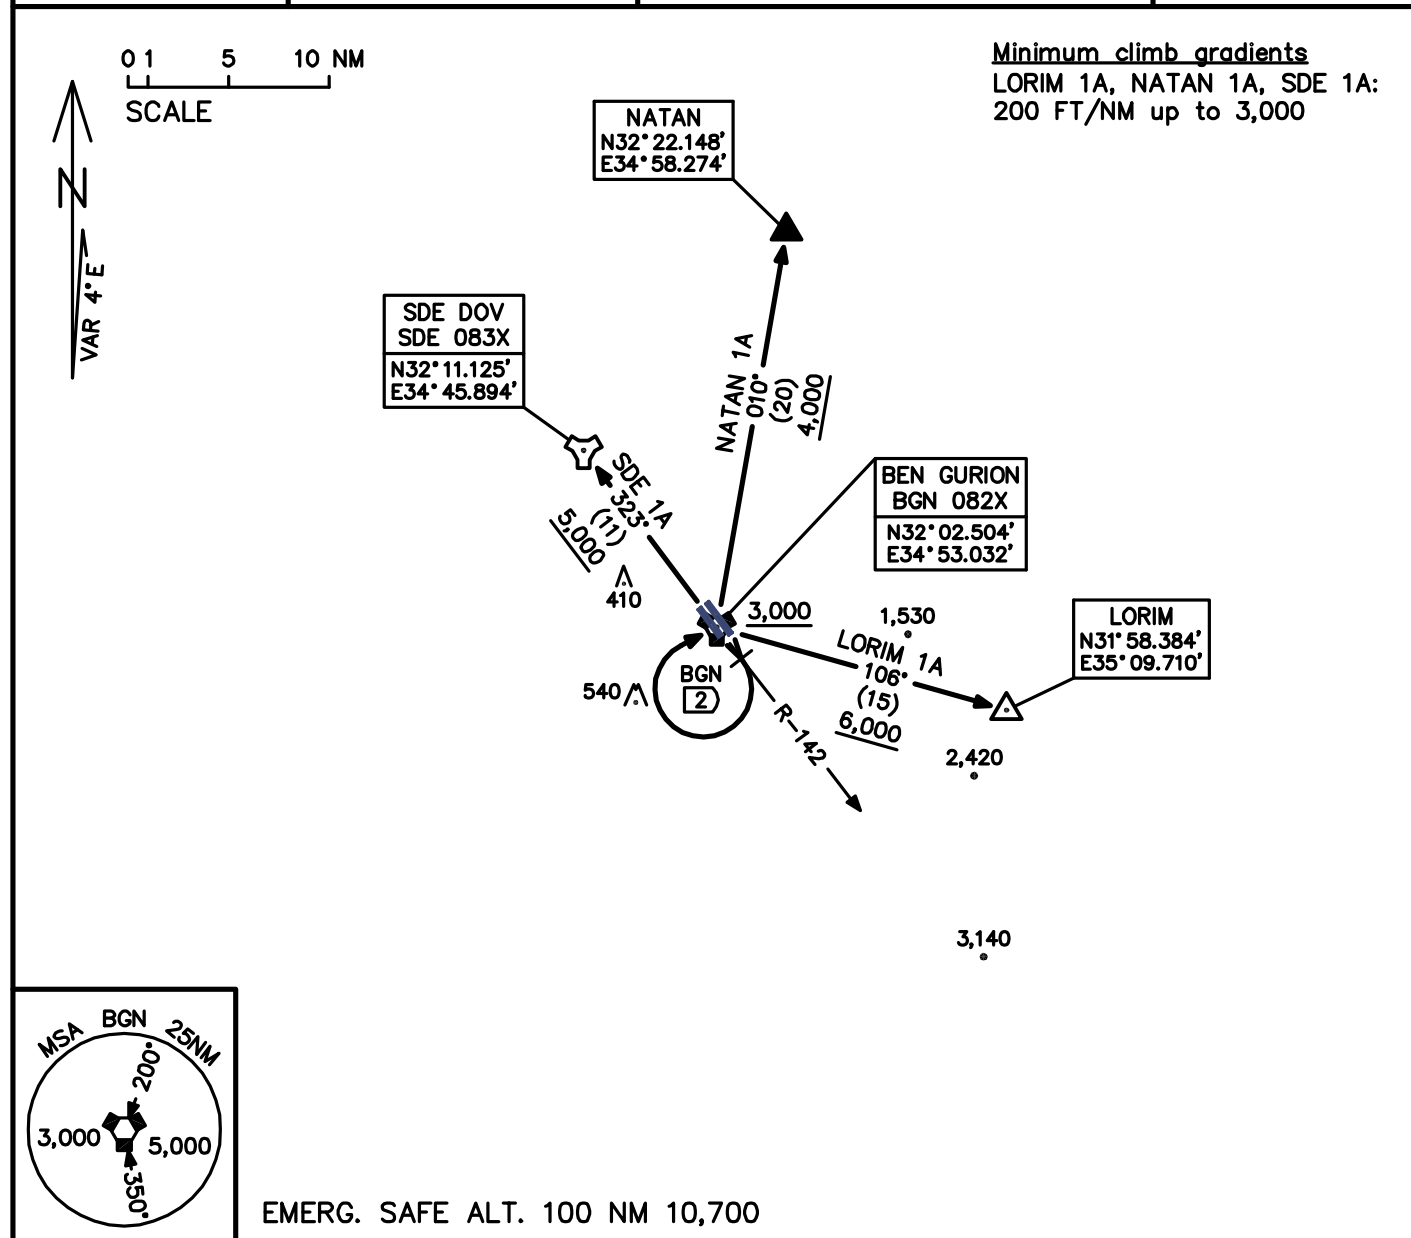 0 1 5 10 NM
SCALE
N
VAR 4°E
Minimum climb gradients
LORIM 1A, NATAN 1A, SDE 1A:
200 FT/NM up to 3,000
NATAN
N32°22.148'
E34°58.274'
SDE DOV
SDE 083X
N32°11.125'
E34°45.894'
NATAN 1A
010°
(20)
4,000
SDE 1A
323°
(11)
5,000
BEN GURION
BGN 082X
N32°02.504'
E34°53.032'
410
3,000
1,530
LORIM
N31°58.384'
E35°09.710'
LORIM 1A
106°
(15)
6,000
540
BGN
2
R-142
2,420
3,140
MSA BGN 25NM
200°
3,000
5,000
350°
EMERG. SAFE ALT. 100 NM 10,700